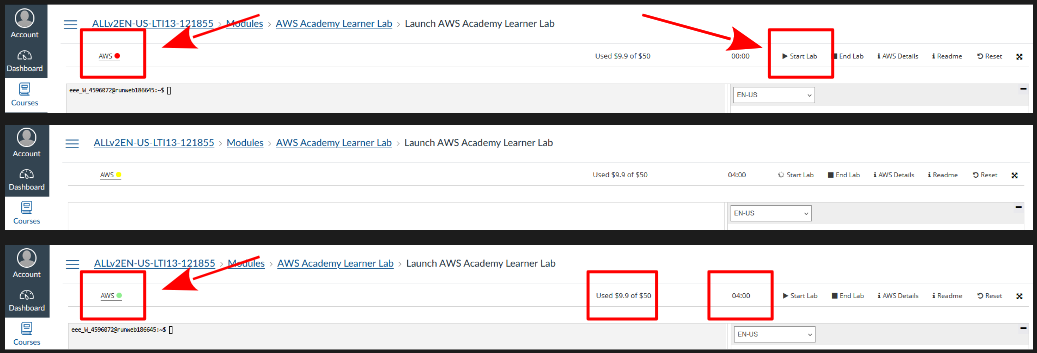 ALLv2EN-US-LTI13-121855 > Modules > AWS Academy Learner Lab > Launch AWS Academy Learner Lab
Account
AWS Used $9.9 of $50 00:00 Start Lab End Lab AWS Details Readme Reset
Dashboard
eee_W_4596072@runweb186645:~$ EN-US
Courses
ALLv2EN-US-LTI13-121855 > Modules > AWS Academy Learner Lab > Launch AWS Academy Learner Lab
Account
AWS Used $9.9 of $50 04:00 Start Lab End Lab AWS Details Readme Reset
Dashboard
EN-US
Courses
ALLv2EN-US-LTI13-121855 > Modules > AWS Academy Learner Lab > Launch AWS Academy Learner Lab
Account
AWS Used $9.9 of $50 04:00 Start Lab End Lab AWS Details Readme Reset
Dashboard
eee_W_4596072@runweb186645:~$ EN-US
Courses